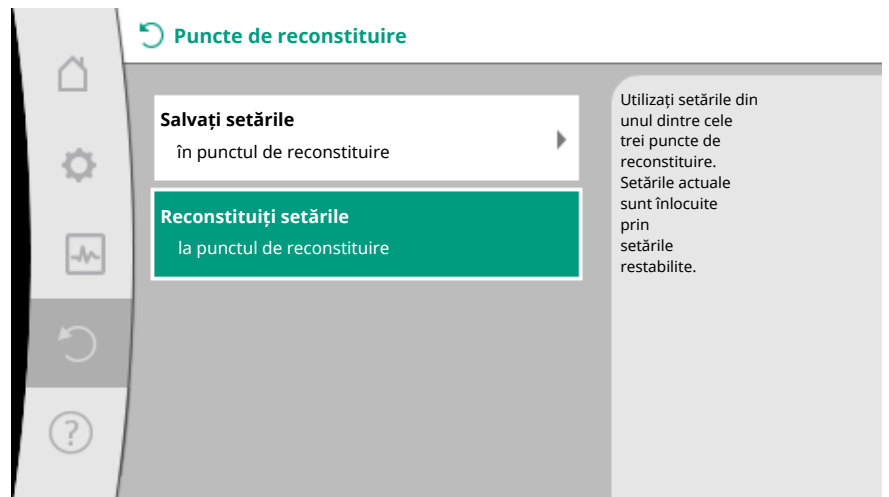 Puncte de reconstituire
Salvați setările
în punctul de reconstituire
Reconstituiți setările
la punctul de reconstituire
Utilizați setările din
unul dintre cele
trei puncte de
reconstituire.
Setările actuale
sunt înlocuite
prin
setările
restabilite.